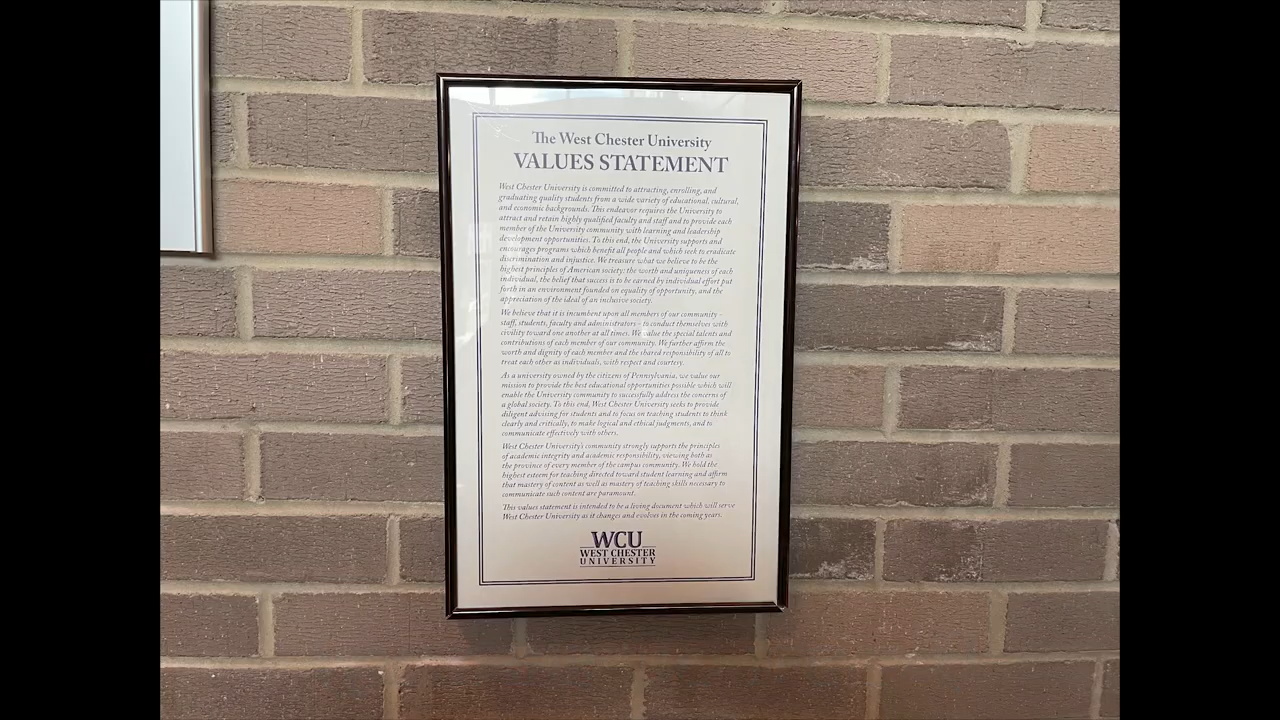 The West Chester University
VALUES STATEMENT
West Chester University is committed to attracting, enrolling, and
graduating quality students from a wide variety of educational, cultural,
and economic backgrounds. This endeavor requires the University to
attract and retain highly qualified faculty and staff and to provide each
member of the University community with learning and leadership
development opportunities. To this end, the University supports and
encourages programs which benefit all people and which seek to eradicate
discrimination and injustice. We treasure what we believe to be the
highest principles of American society: the worth and uniqueness of each
individual, the belief that success is to be earned by individual effort put
forth in an environment founded on equality of opportunity, and the
appreciation of the ideal of an inclusive society.
We believe that it is incumbent upon all members of our community –
staff, students, faculty and administrators – to conduct themselves with
civility toward one another at all times. We value the special talents and
contributions of each member of our community. We further affirm the
worth and dignity of each member and the shared responsibility of all to
treat each other as individuals, with respect and courtesy.
As a university owned by the citizens of Pennsylvania, we value our
mission to provide the best educational opportunities possible which will
enable the University community to successfully address the concerns of
a global society. To this end, West Chester University seeks to provide
diligent advising for students and to focus on teaching students to think
clearly and critically, to make logical and ethical judgments, and to
communicate effectively with others.
West Chester University's community strongly supports the principles
of academic integrity and academic responsibility, viewing both as
the province of every member of the campus community. We hold the
highest esteem for teaching directed toward student learning and affirm
that mastery of content as well as mastery of teaching skills necessary to
communicate such content are paramount.
This values statement is intended to be a living document which will serve
West Chester University as it changes and evolves in the coming years.
WCU
WEST CHESTER
UNIVERSITY